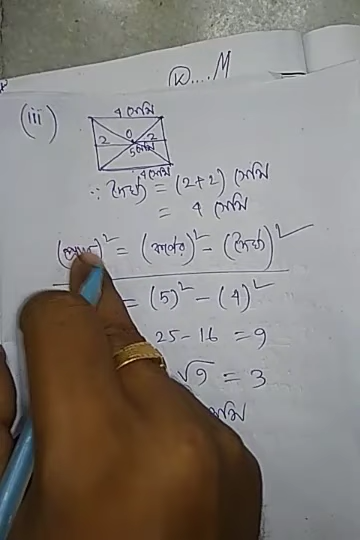 K....M
(iii)
4 সেমি
2 0 2
5 সেমি
4 সেমি
∵ দৈর্ঘ্য = (2+2) সেমি
= 4 সেমি
(প্রস্থ)² = (কর্ণের)² - (দৈর্ঘ্য)²
= (5)² - (4)²
25 - 16 = 9
√9 = 3
সেমি